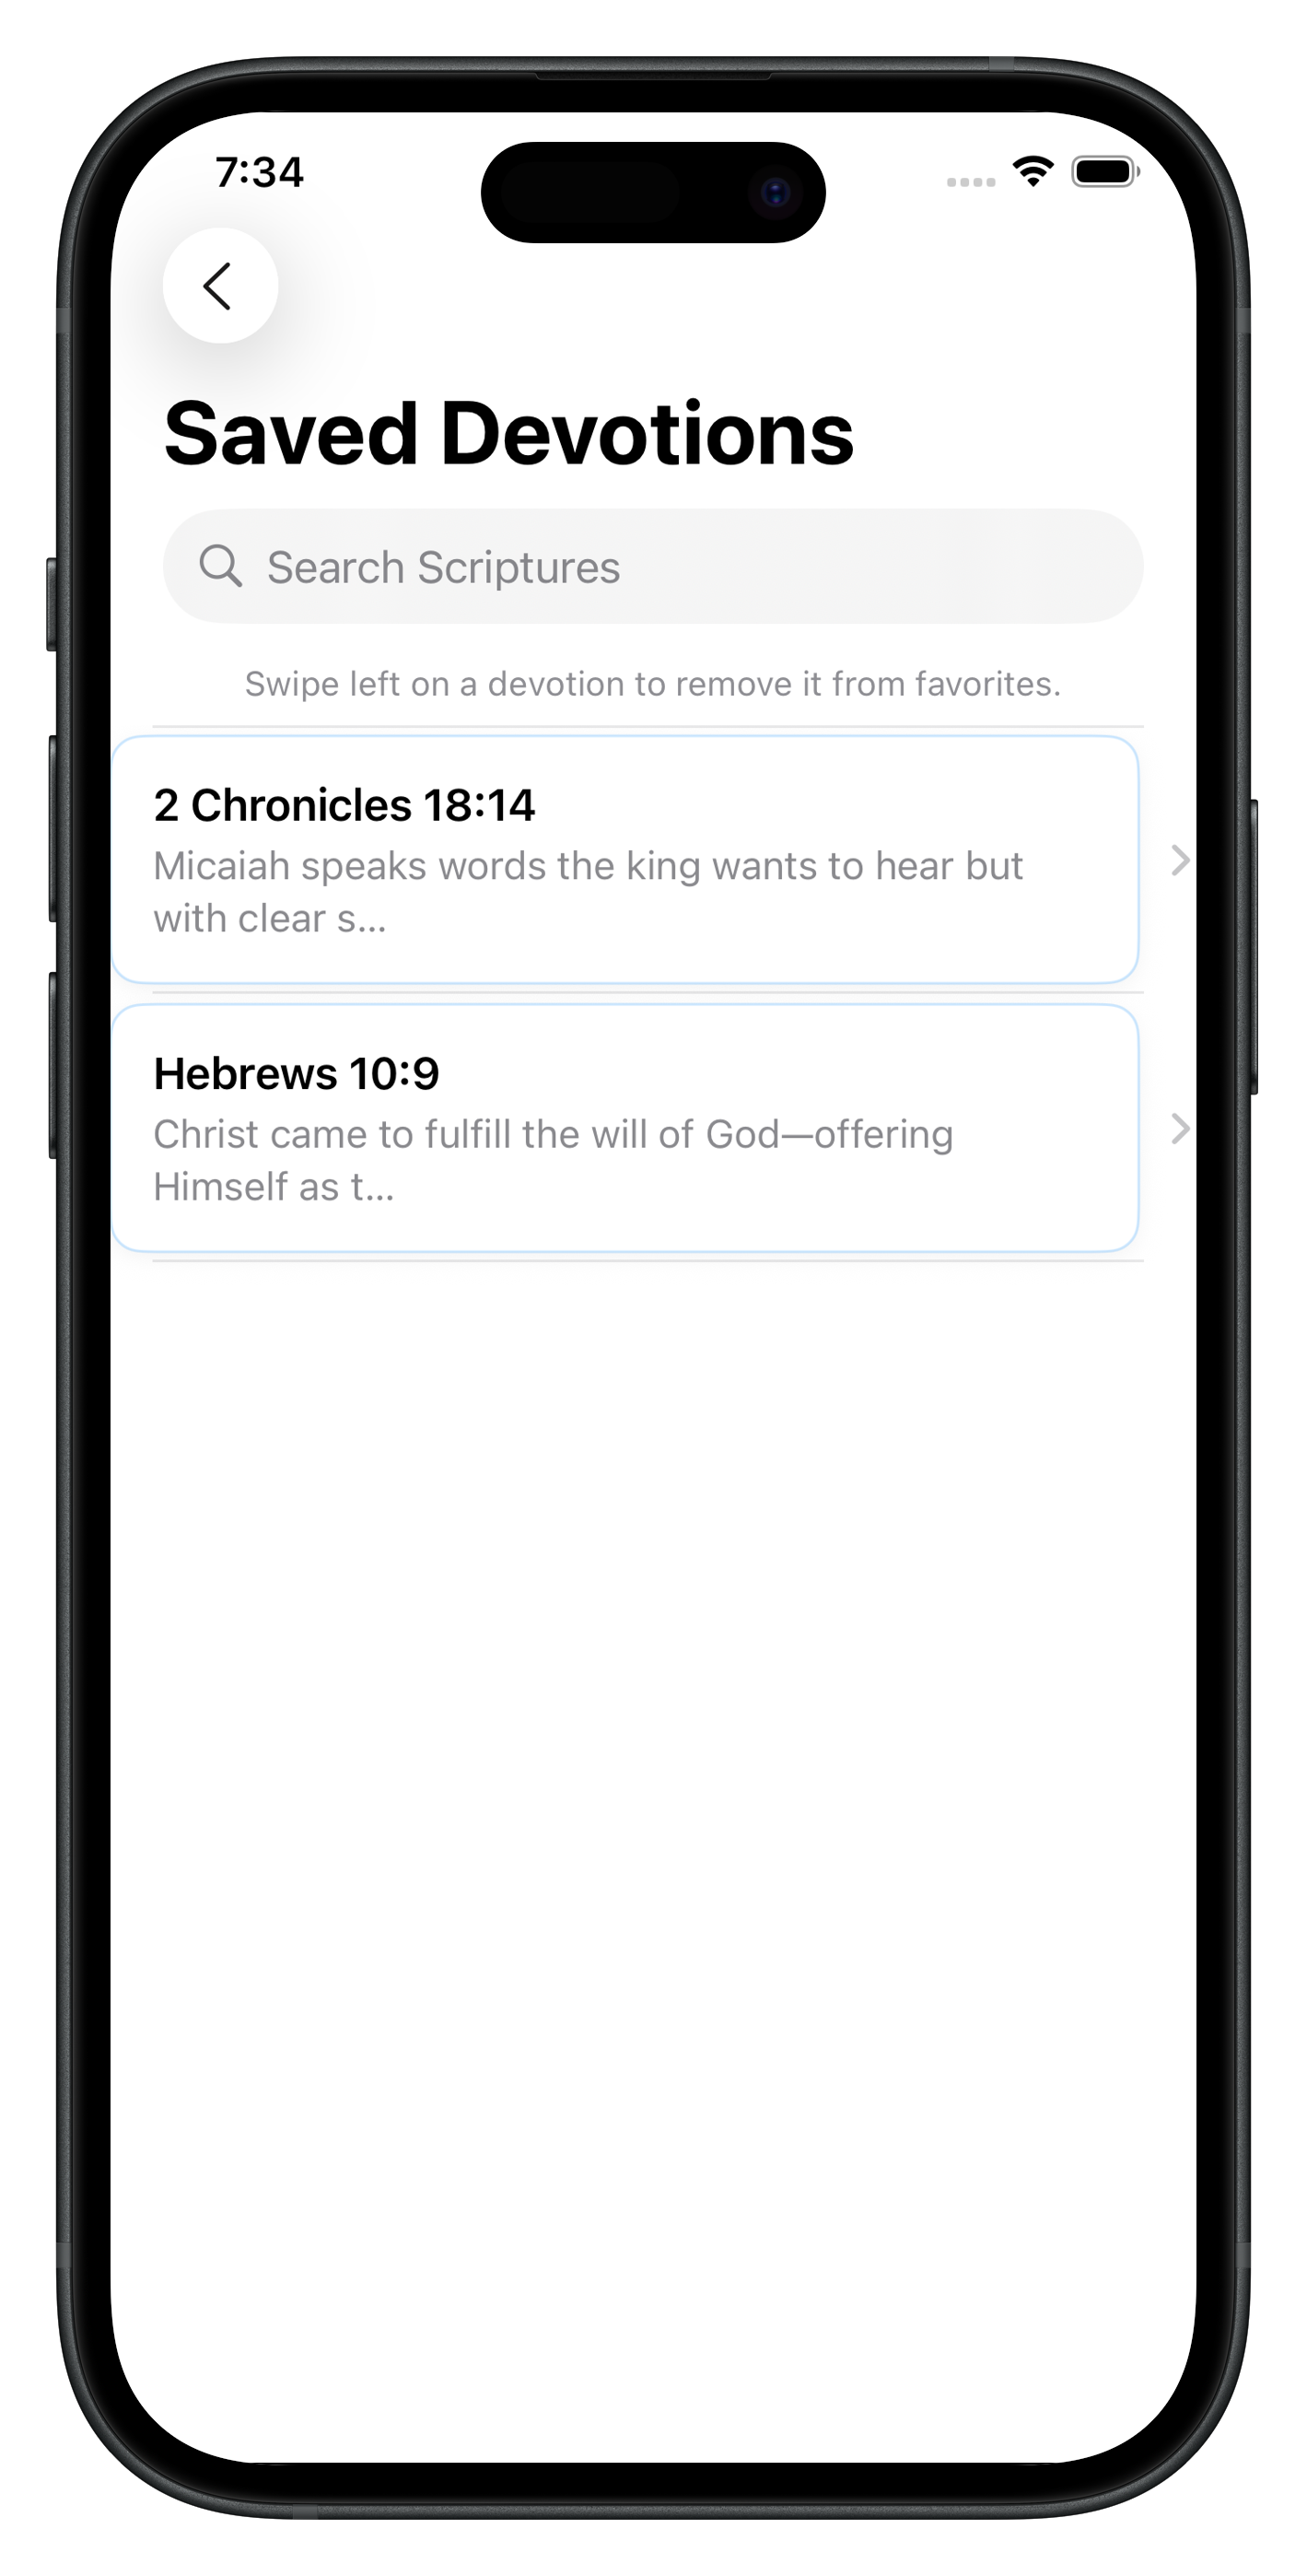 7:34
Saved Devotions
Search Scriptures
Swipe left on a devotion to remove it from favorites.
2 Chronicles 18:14
Micaiah speaks words the king wants to hear but
with clear s...
Hebrews 10:9
Christ came to fulfill the will of God—offering
Himself as t...